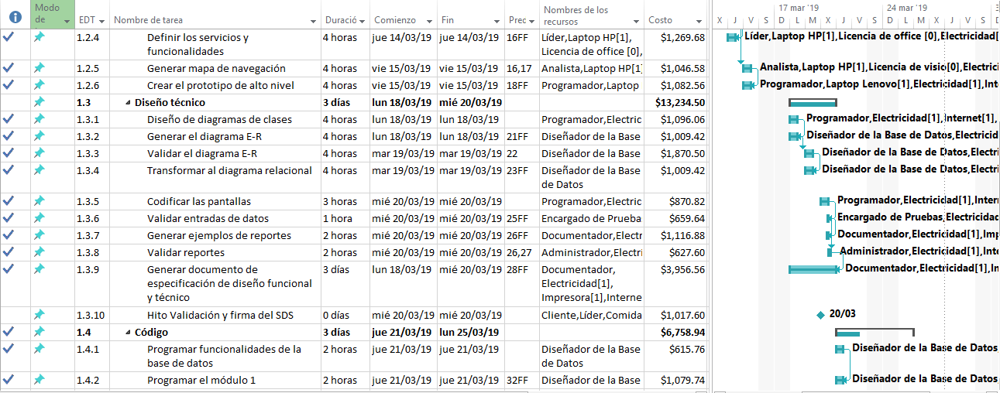 Modo de
EDT
Nombre de tarea
Duració
Comienzo
Fin
Prec
Nombres de los recursos
Costo
17 mar '19
24 mar '19
X J V S D L M X J V S D L M X J V S D
1.2.4 Definir los servicios y funcionalidades 4 horas jue 14/03/19 jue 14/03/19 16FF Líder,Laptop HP[1], Licencia de office [0], $1,269.68
Líder,Laptop HP[1],Licencia de office [0],Electricidad[
1.2.5 Generar mapa de navegación 4 horas vie 15/03/19 vie 15/03/19 16,17 Analista,Laptop HP[1] $1,046.58
Analista,Laptop HP[1],Licencia de visio[0],Electrici
1.2.6 Crear el prototipo de alto nivel 4 horas vie 15/03/19 vie 15/03/19 18FF Programador,Laptop $1,082.56
Programador,Laptop Lenovo[1],Electricidad[1],Int
1.3 Diseño técnico 3 días lun 18/03/19 mié 20/03/19 $13,234.50
1.3.1 Diseño de diagramas de clases 4 horas lun 18/03/19 lun 18/03/19 Programador,Electric $1,096.06
Programador,Electricidad[1],Internet[1],
1.3.2 Generar el diagrama E-R 4 horas lun 18/03/19 lun 18/03/19 21FF Diseñador de la Base $1,009.42
Diseñador de la Base de Datos,Electricid
1.3.3 Validar el diagrama E-R 4 horas mar 19/03/19 mar 19/03/19 22 Diseñador de la Base $1,870.50
Diseñador de la Base de Datos,Electri
1.3.4 Transformar al diagrama relacional 4 horas mar 19/03/19 mar 19/03/19 23FF Diseñador de la Base de Datos $1,009.42
Diseñador de la Base de Datos,Electri
1.3.5 Codificar las pantallas 3 horas mié 20/03/19 mié 20/03/19 Programador,Electric $870.82
Programador,Electricidad[1],Inter
1.3.6 Validar entradas de datos 1 hora mié 20/03/19 mié 20/03/19 25FF Encargado de Prueba $659.64
Encargado de Pruebas,Electricidad
1.3.7 Generar ejemplos de reportes 2 horas mié 20/03/19 mié 20/03/19 26FF Documentador,Electr $1,116.88
Documentador,Electricidad[1],Imp
1.3.8 Validar reportes 2 horas mié 20/03/19 mié 20/03/19 26,27 Administrador,Electri $627.60
Administrador,Electricidad[1],Inte
1.3.9 Generar documento de especificación de diseño funcional y técnico 3 días lun 18/03/19 mié 20/03/19 28FF Documentador, Electricidad[1], Impresora[1],Interne $3,956.56
Documentador,Electricidad[1],In
1.3.10 Hito Validación y firma del SDS 0 días mié 20/03/19 mié 20/03/19 Cliente,Líder,Comida $1,017.60
20/03
1.4 Código 3 días jue 21/03/19 lun 25/03/19 $6,758.94
1.4.1 Programar funcionalidades de la base de datos 2 horas jue 21/03/19 jue 21/03/19 Diseñador de la Base de Datos $615.76
Diseñador de la Base de Datos,
1.4.2 Programar el módulo 1 2 horas jue 21/03/19 jue 21/03/19 32FF Diseñador de la Base $1,079.74
Diseñador de la Base de Datos,